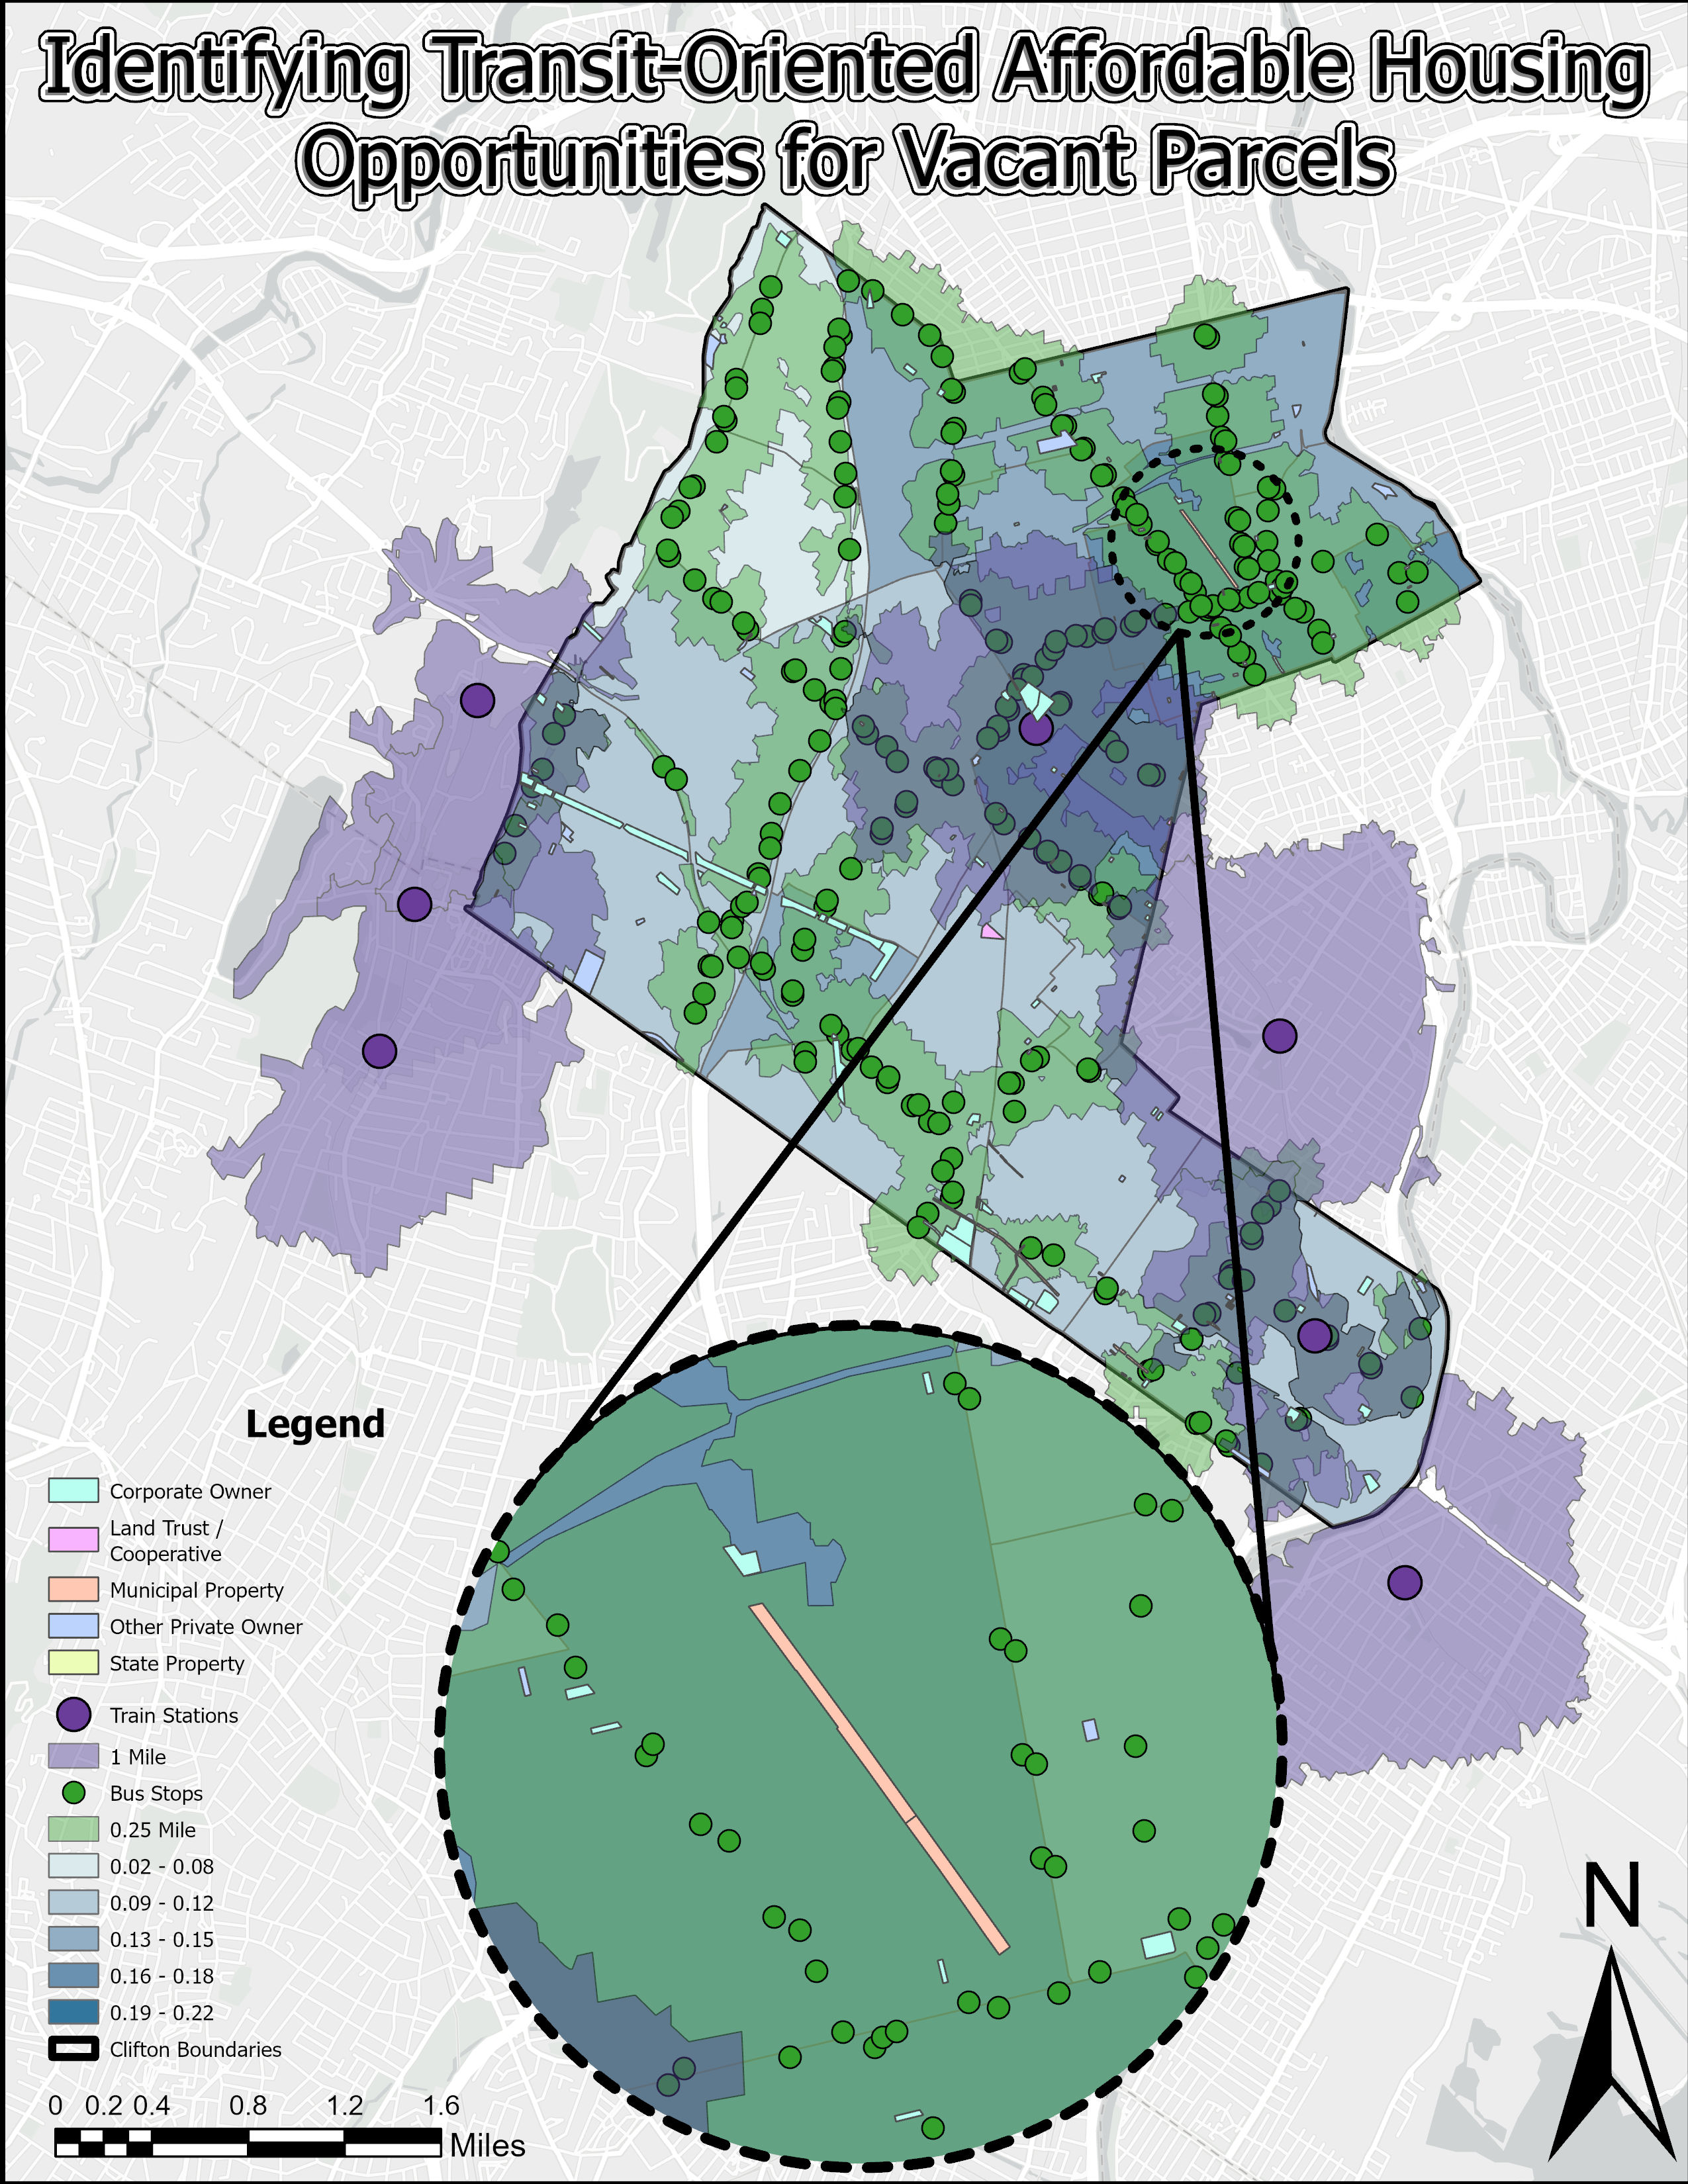 Identifying Transit-Oriented Affordable Housing
Opportunities for Vacant Parcels
Legend
Corporate Owner
Land Trust /
Cooperative
Municipal Property
Other Private Owner
State Property
Train Stations
1 Mile
Bus Stops
0.25 Mile
0.02 - 0.08
0.09 - 0.12
0.13 - 0.15
0.16 - 0.18
0.19 - 0.22
Clifton Boundaries
0 0.2 0.4 0.8 1.2 1.6
Miles
N